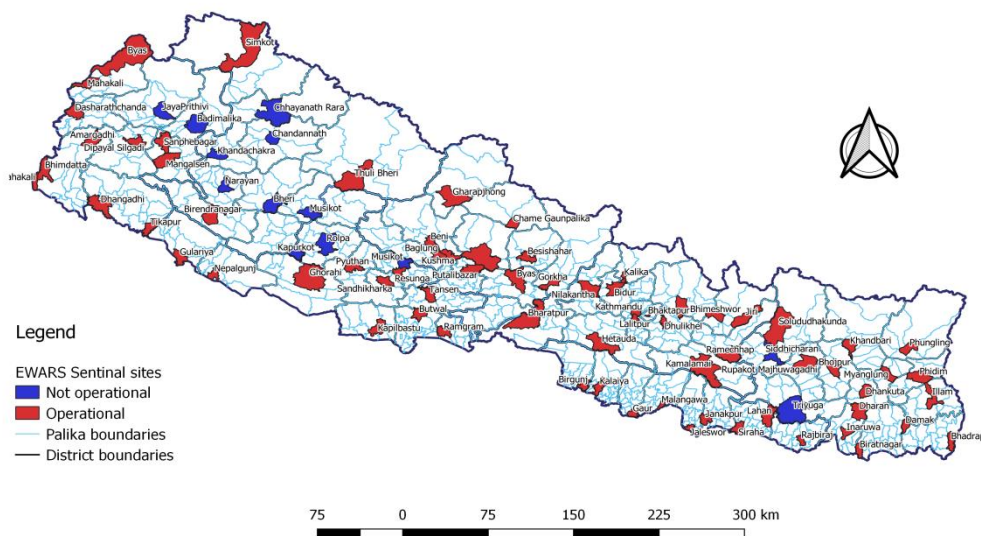 Simkot
Byas
Mahakali
Dasharathchanda
JayaPrithivi
Badimalika
Chhayanath Rara
Chandannath
Amargadhi
Dipayal Silgadi
Sanphebagar
Khandachakra
Mangalsen
Bhimdatta
Mahakali
Narayan
Thuli Bheri
Gharapjhong
Dhangadhi
Birendranagar
Bheri
Musikot
Chame Gaunpalika
Tikapur
Rolpa
Beni
Kapurkot
Baglung
Besishahar
Gulariya
Pyuthan
Musikot
Kushma
Nepalgunj
Ghorahi
Resunga
Putalibazar
Byas
Gorkha
Kalika
Sandhikharka
Tansen
Nilakantha
Bidur
Butwal
Bharatpur
Kathmandu
Bhaktapur
Bhimeshwor
Jiri
Kapilbastu
Ramgram
Lalitpur
Dhulikhel
Solududhakunda
Hetauda
Ramechhap
Siddhicharan
Khandbari
Phungling
Kamalamai
Rupakot
Majhuwagadhi
Bhojpur
Myanglung
Phidim
Birgunj
Kalaiya
Dhankuta
Illam
Gaur
Malangawa
Janakpur
Lahan
Triyuga
Dharan
Damak
Jaleswor
Siraha
Rajbiraj
Inaruwa
Biratnagar
Bhadrap
Legend
EWARS Sentinal sites
Not operational
Operational
Palika boundaries
District boundaries
75 0 75 150 225 300 km